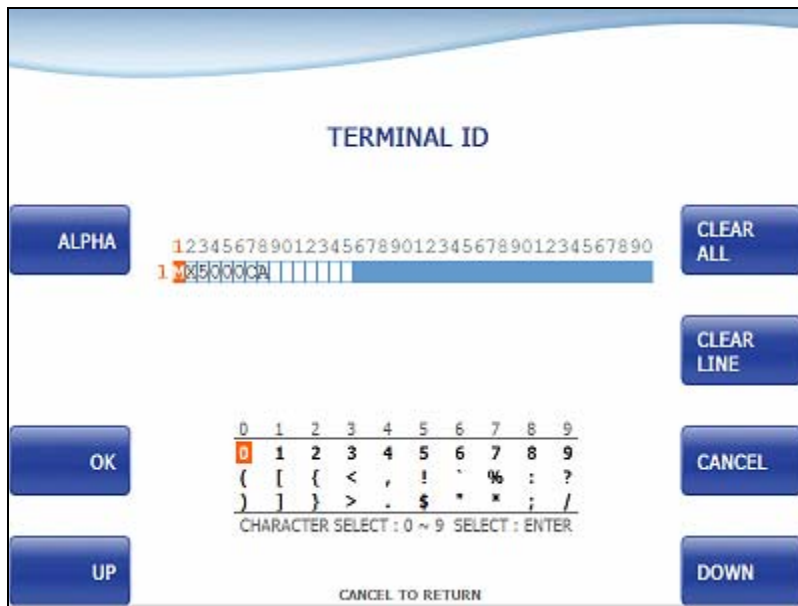 TERMINAL ID
ALPHA
CLEAR ALL
1234567890123456789012345678901234567890
1 MX5000CA
CLEAR LINE
0 1 2 3 4 5 6 7 8 9
0 1 2 3 4 5 6 7 8 9
( [ { < , ! ` % : ?
) ] } > . $ " * ; /
CHARACTER SELECT : 0 ~ 9 SELECT : ENTER
OK
CANCEL
UP
DOWN
CANCEL TO RETURN